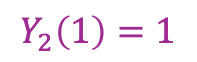 Y₂(1) = 1